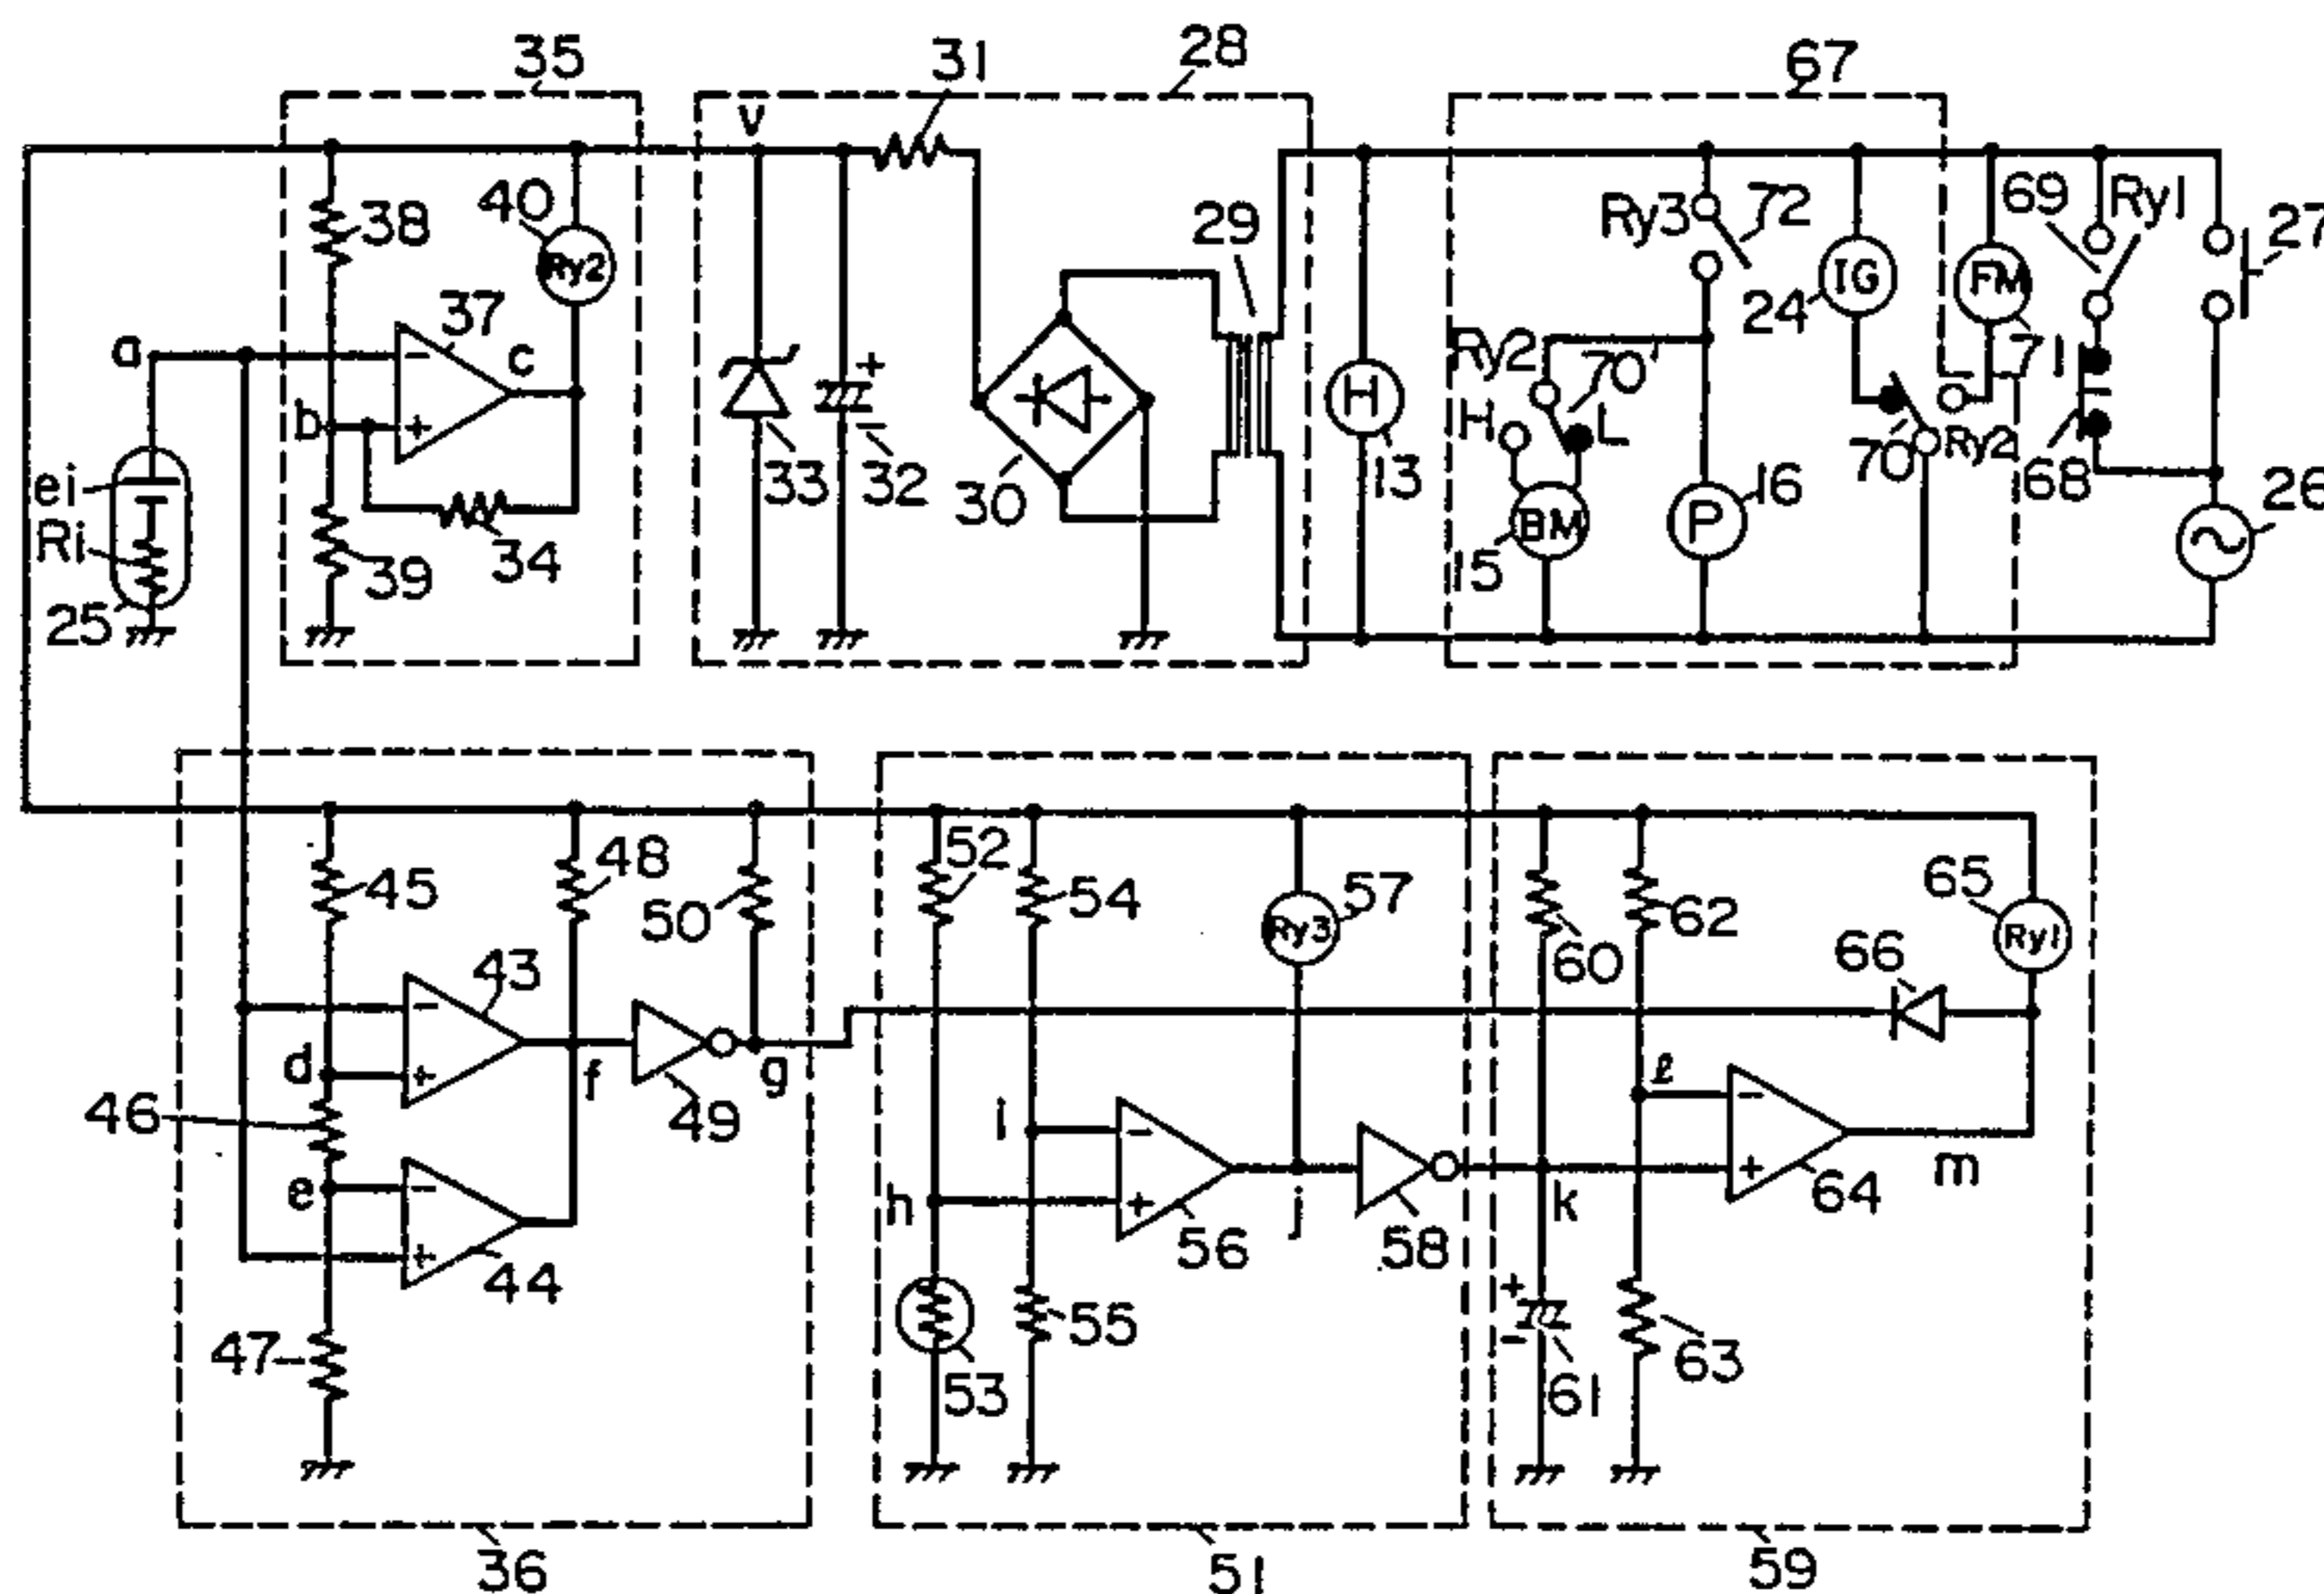 35
31
28
67
v
38
40
Ry2
37
c
a
b
ei
Ri
25
39
34
33
+
-
32
30
29
H
13
Ry3
72
69
Ry1
27
24
IG
FM
71
Ry2
70'
H
L
70
Ry2
68
BM
15
P
16
26
-
+
45
48
50
52
54
57
Ry3
60
62
65
Ry1
66
43
-
+
d
46
f
49
g
e
-
+
44
47
h
i
-
+
56
j
58
53
55
k
l
-
+
64
m
+
-
61
63
36
51
59